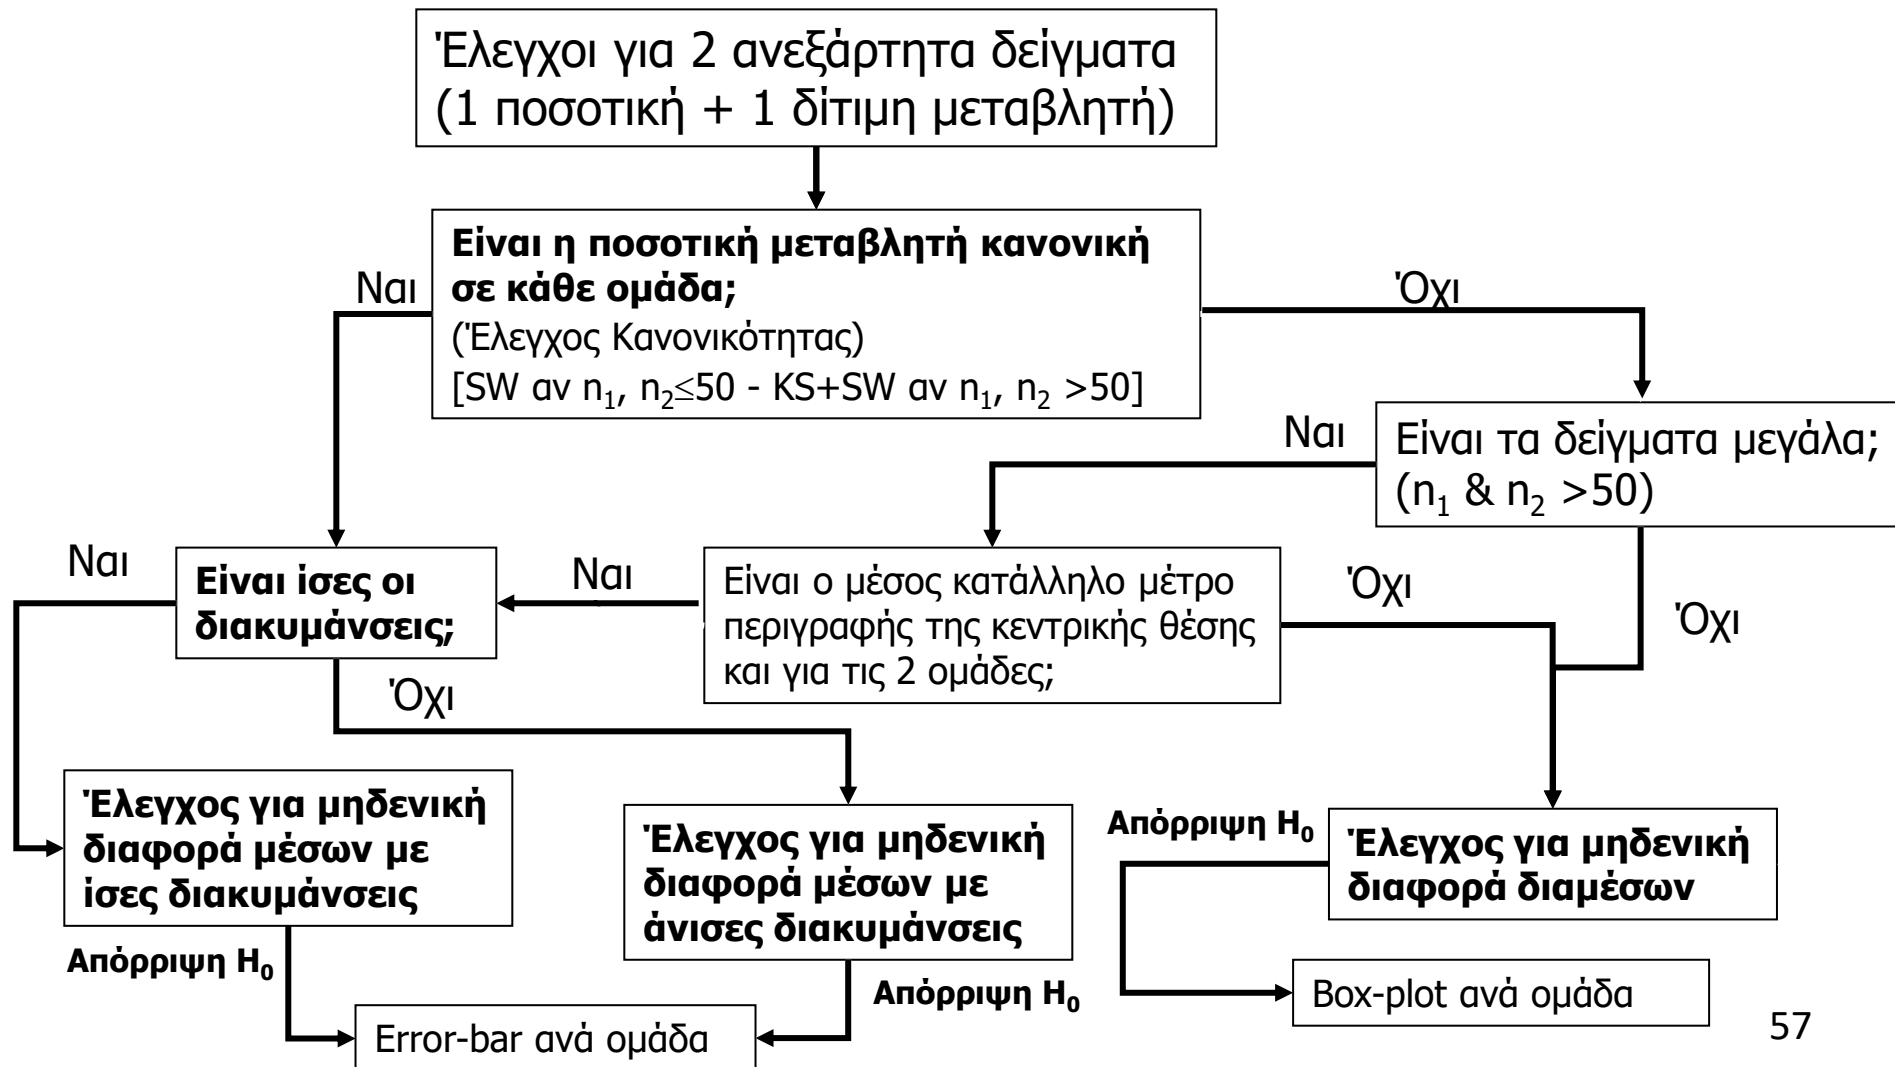 Έλεγχοι για 2 ανεξάρτητα δείγματα
(1 ποσοτική + 1 δίτιμη μεταβλητή)
Είναι η ποσοτική μεταβλητή κανονική
σε κάθε ομάδα;
(Έλεγχος Κανονικότητας)
[SW αν n₁, n₂≤50 - KS+SW αν n₁, n₂ >50]
Ναι
Όχι
Είναι τα δείγματα μεγάλα;
(n₁ & n₂ >50)
Ναι
Όχι
Είναι ο μέσος κατάλληλο μέτρο
περιγραφής της κεντρικής θέσης
και για τις 2 ομάδες;
Ναι
Όχι
Είναι ίσες οι
διακυμάνσεις;
Ναι
Όχι
Έλεγχος για μηδενική
διαφορά μέσων με
ίσες διακυμάνσεις
Απόρριψη H₀
Έλεγχος για μηδενική
διαφορά μέσων με
άνισες διακυμάνσεις
Απόρριψη H₀
Error-bar ανά ομάδα
Έλεγχος για μηδενική
διαφορά διαμέσων
Απόρριψη H₀
Box-plot ανά ομάδα
57